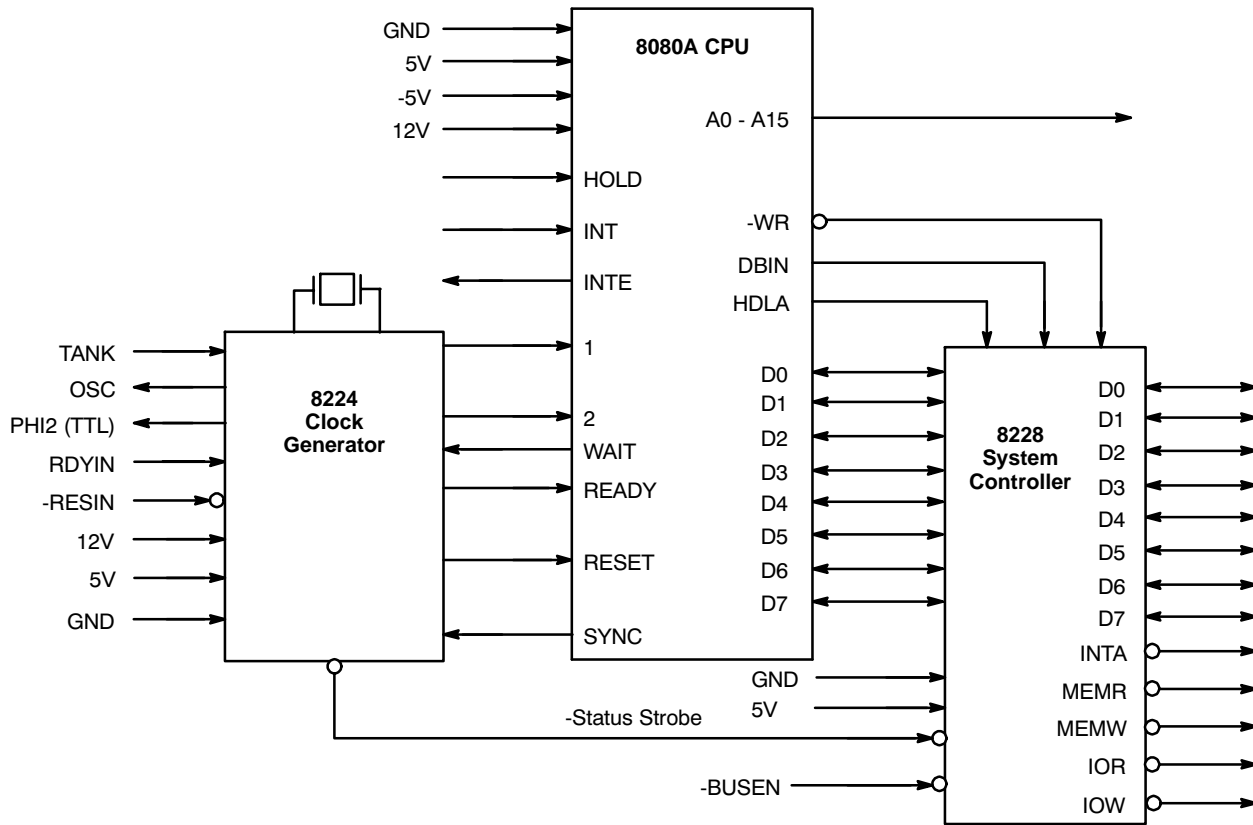 GND
5V
-5V
12V
8080A CPU
A0 - A15
HOLD
INT
INTE
-WR
DBIN
HDLA
1
2
WAIT
READY
RESET
SYNC
D0
D1
D2
D3
D4
D5
D6
D7
TANK
OSC
PHI2 (TTL)
RDYIN
-RESIN
12V
5V
GND
8224
Clock
Generator
8228
System
Controller
D0
D1
D2
D3
D4
D5
D6
D7
INTA
MEMR
MEMW
IOR
IOW
GND
5V
-Status Strobe
-BUSEN